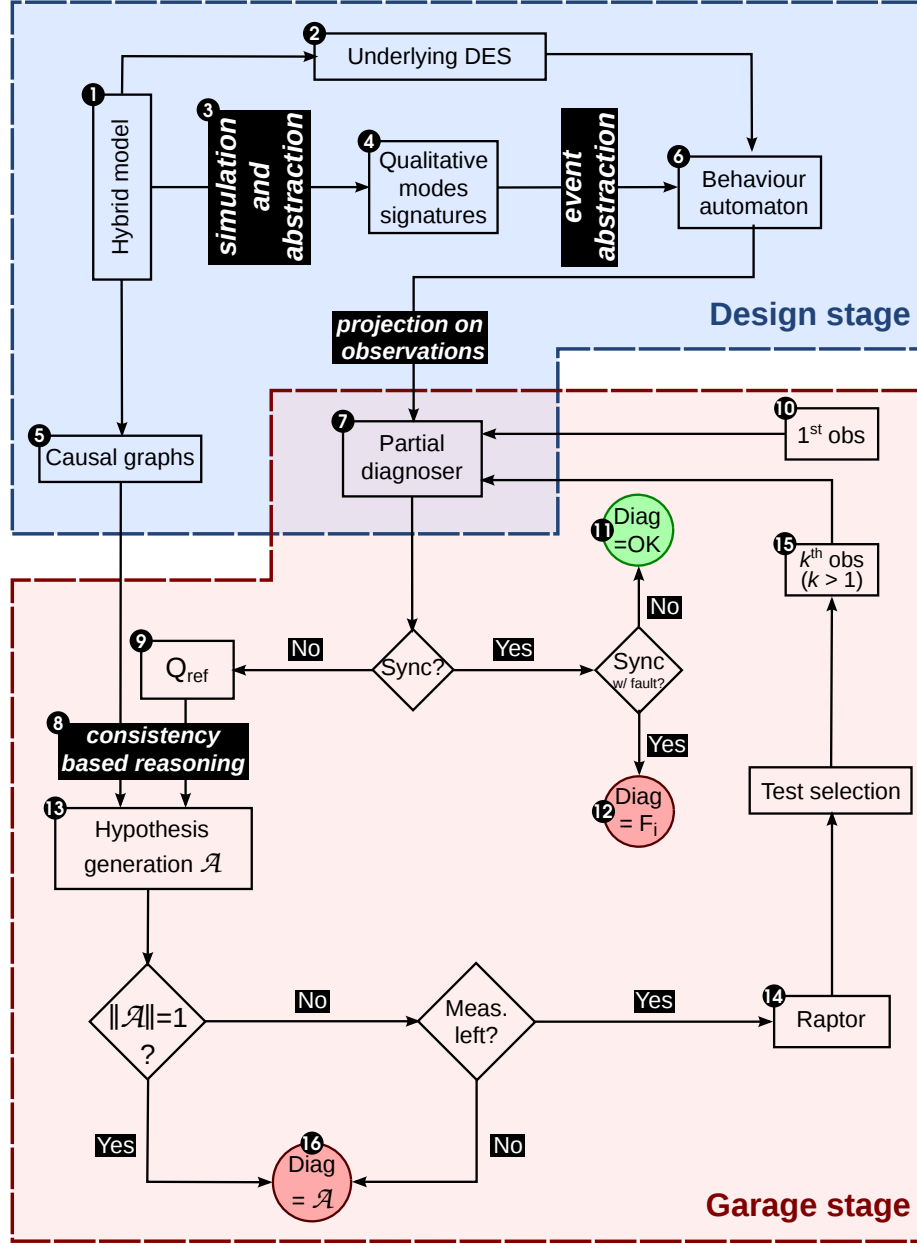 2
Underlying DES
1
Hybrid model
3
simulation
and
abstraction
4
Qualitative
modes
signatures
event
abstraction
6
Behaviour
automaton
Design stage
projection on
observations
5
Causal graphs
7
Partial
diagnoser
10
1st obs
11
Diag
=OK
15
kth obs
(k > 1)
No
9
Qref
No
Sync?
Yes
Sync
w/ fault?
Yes
8
consistency
based reasoning
12
Diag
= Fi
Test selection
13
Hypothesis
generation 𝒜
‖𝒜‖=1
?
No
Meas.
left?
Yes
14
Raptor
Yes
No
16
Diag
= 𝒜
Garage stage